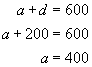 a + d = 600
a + 200 = 600
a = 400